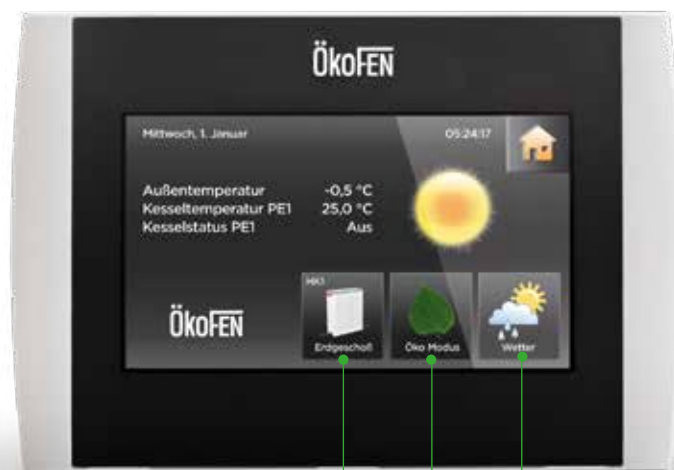 ÖkoFEN
Mittwoch, 1. Januar 05:24:17
Außentemperatur -0,5 °C
Kesseltemperatur PE1 25,0 °C
Kesselstatus PE1 Aus
ÖkoFEN
HK1
Erdgeschoß Öko Modus Wetter